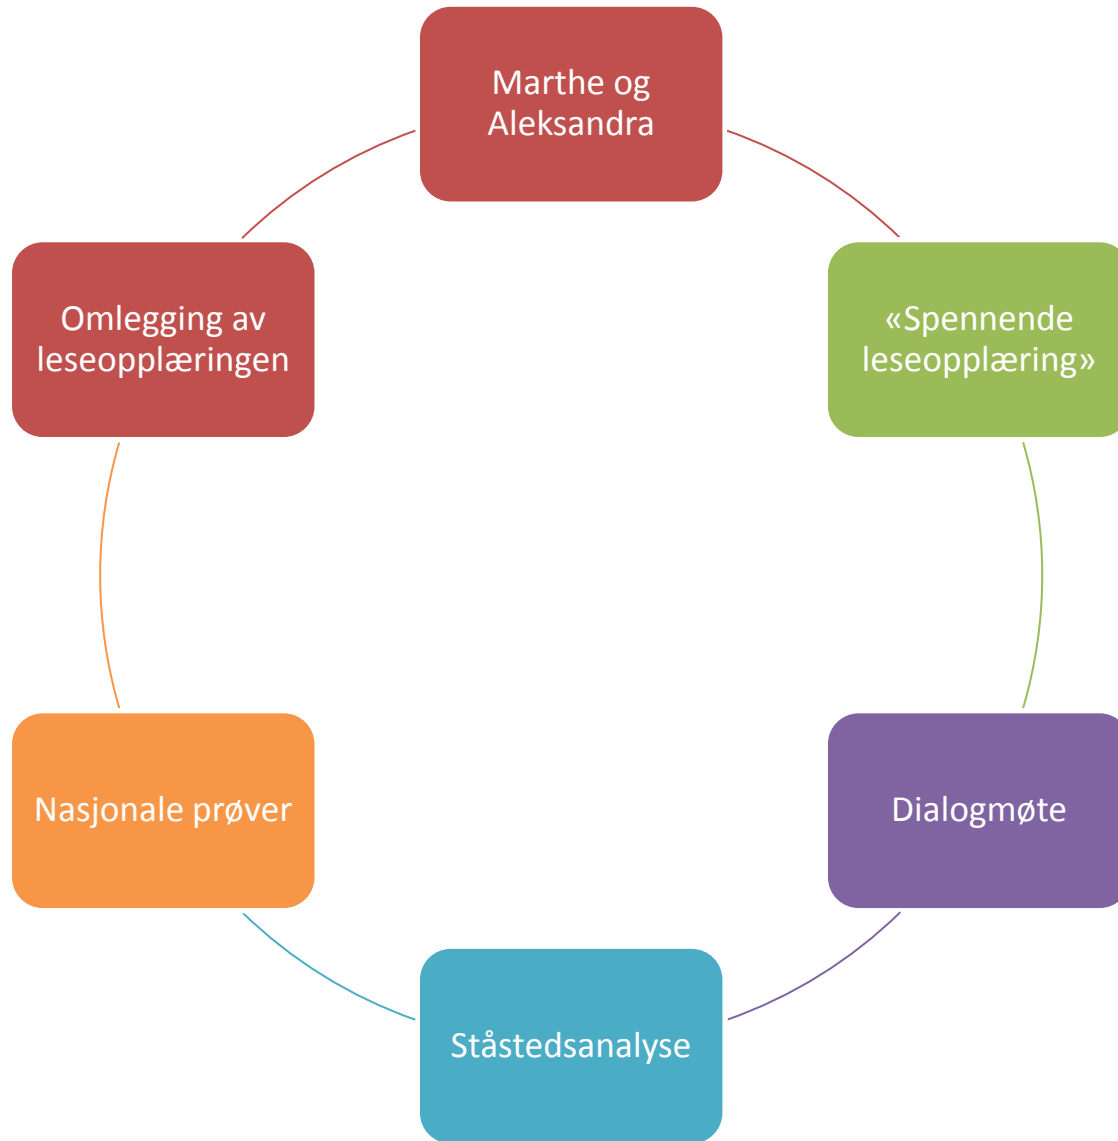 Marthe og
Aleksandra
«Spennende
leseopplæring»
Dialogmøte
Ståstedsanalyse
Nasjonale prøver
Omlegging av
leseopplæringen